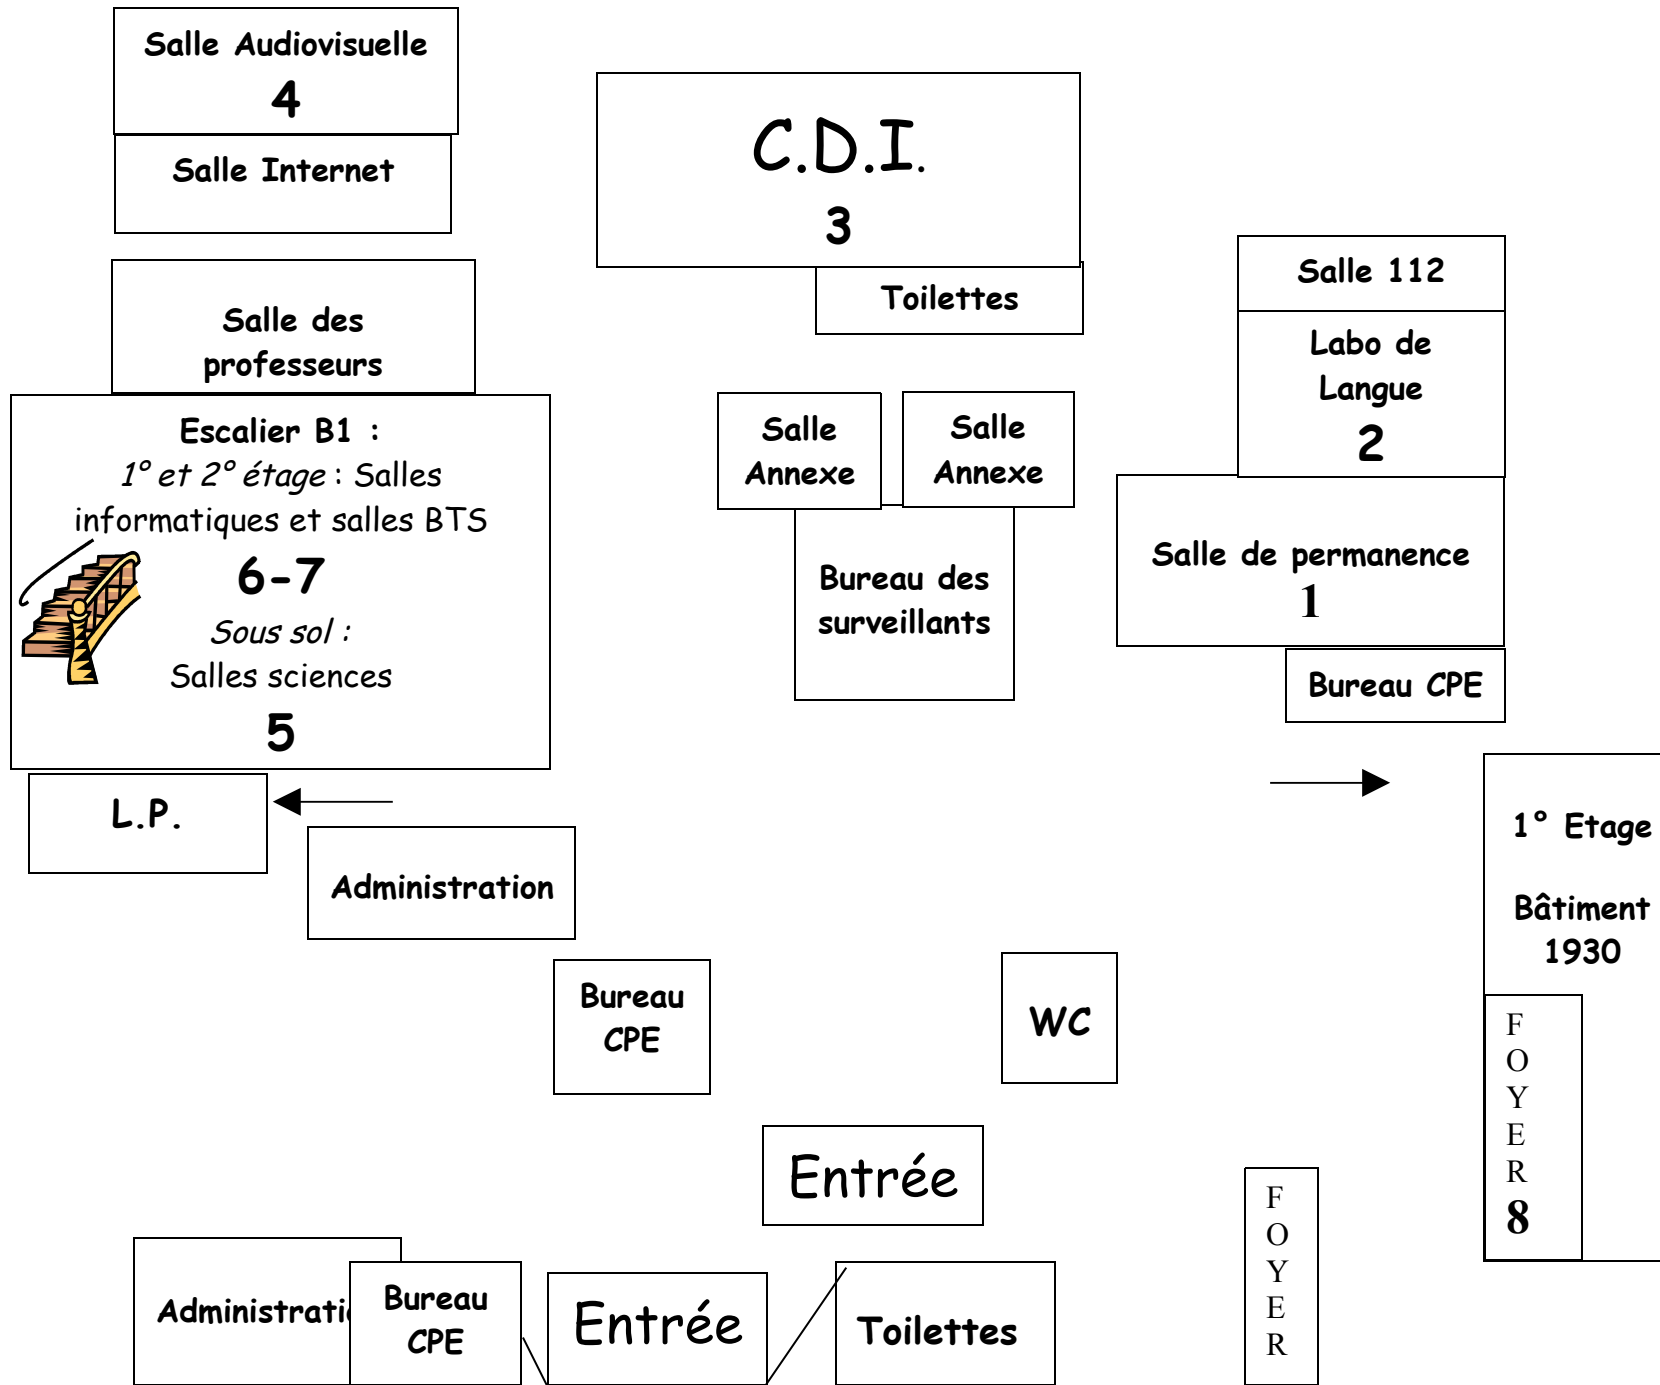 Salle Audiovisuelle
4
Salle Internet
C.D.I.
3
Toilettes
Salle 112
Labo de
Langue
2
Salle des
professeurs
Escalier B1 :
1° et 2° étage : Salles
informatiques et salles BTS
6-7
Sous sol :
Salles sciences
5
Salle
Annexe
Salle
Annexe
Bureau des
surveillants
Salle de permanence
1
Bureau CPE
L.P.
Administration
1° Etage
Bâtiment
1930
Bureau
CPE
WC
FOYER
8
Entrée
FOYER
Administratio
Bureau
CPE
Entrée
Toilettes